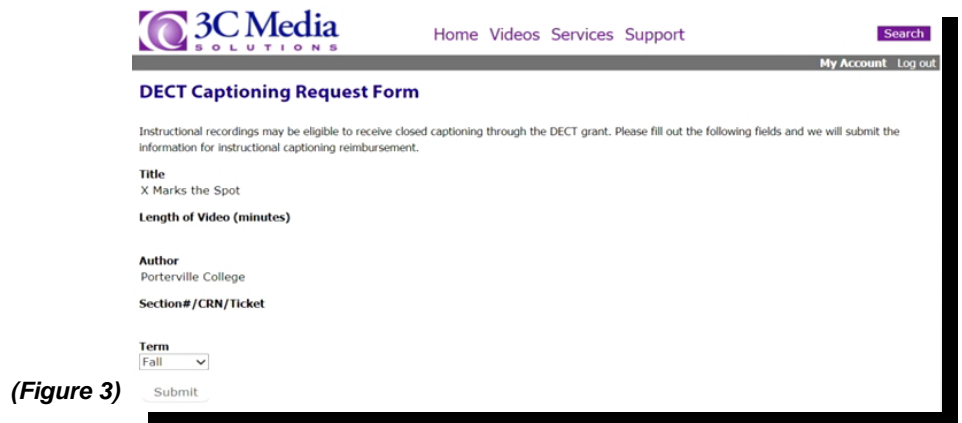 3C Media
SOLUTIONS
Home Videos Services Support
Search
My Account Log out
DECT Captioning Request Form
Instructional recordings may be eligible to receive closed captioning through the DECT grant. Please fill out the following fields and we will submit the
information for instructional captioning reimbursement.
Title
X Marks the Spot
Length of Video (minutes)
Author
Porterville College
Section#/CRN/Ticket
Term
Fall
(Figure 3)
Submit